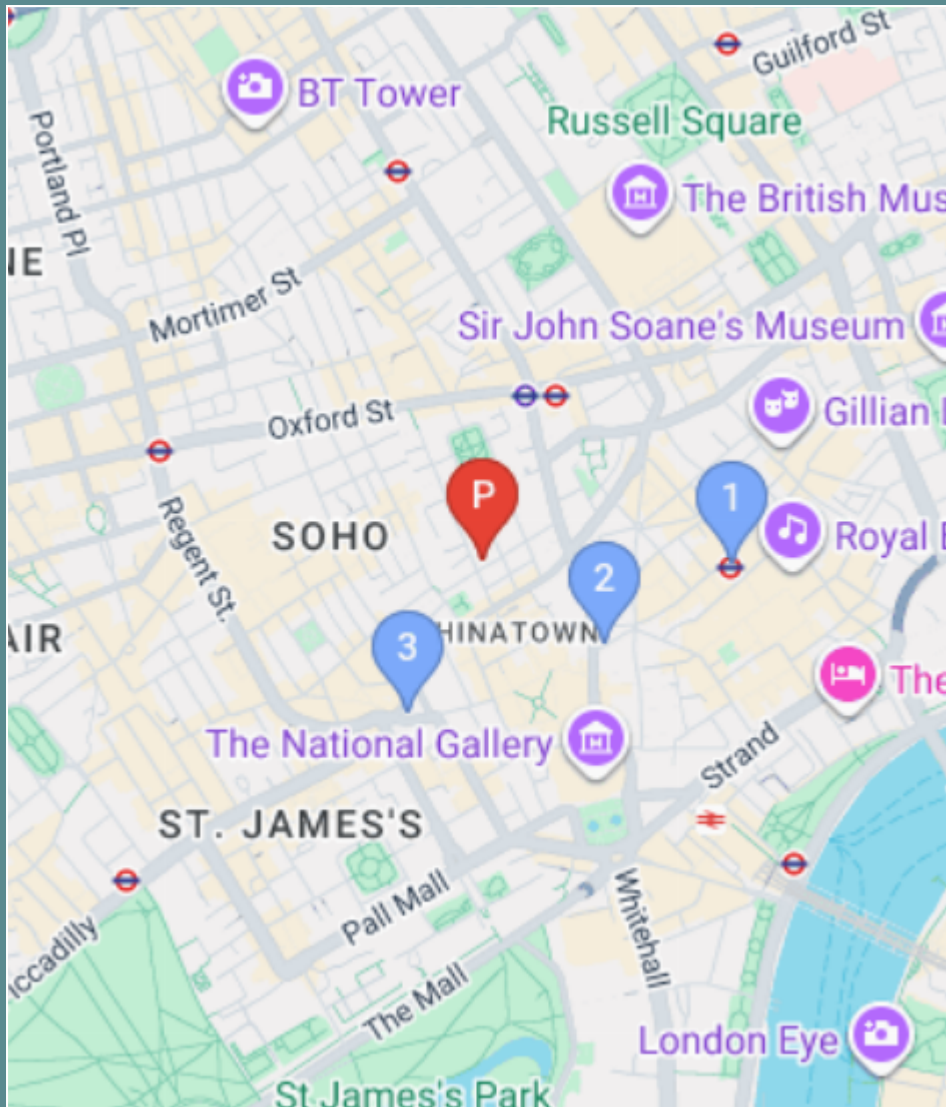 Guilford St
BT Tower
Portland Pl
Russell Square
The British Mus
NE
Mortimer St
Sir John Soane's Museum
Oxford St
Gillian
P
1
Regent St.
SOHO
Royal
2
AIR
3
HINATOWN
The
The National Gallery
Strand
ST. JAMES'S
Pall Mall
Whitehall
iccadilly
The Mall
London Eye
St James's Park